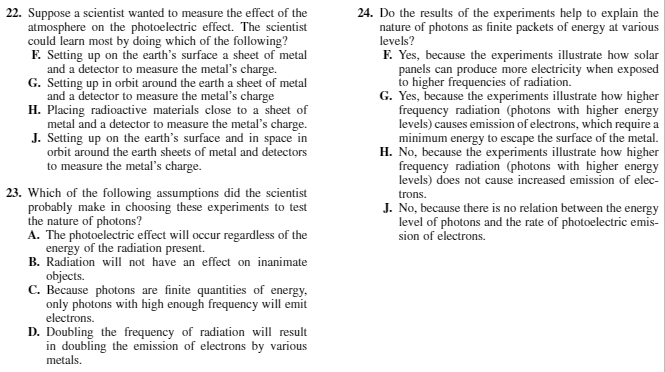 22. Suppose a scientist wanted to measure the effect of the
atmosphere on the photoelectric effect. The scientist
could learn most by doing which of the following?
F. Setting up on the earth's surface a sheet of metal
and a detector to measure the metal's charge.
G. Setting up in orbit around the earth a sheet of metal
and a detector to measure the metal's charge
H. Placing radioactive materials close to a sheet of
metal and a detector to measure the metal's charge.
J. Setting up on the earth's surface and in space in
orbit around the earth sheets of metal and detectors
to measure the metal's charge.
23. Which of the following assumptions did the scientist
probably make in choosing these experiments to test
the nature of photons?
A. The photoelectric effect will occur regardless of the
energy of the radiation present.
B. Radiation will not have an effect on inanimate
objects.
C. Because photons are finite quantities of energy,
only photons with high enough frequency will emit
electrons.
D. Doubling the frequency of radiation will result
in doubling the emission of electrons by various
metals.
24. Do the results of the experiments help to explain the
nature of photons as finite packets of energy at various
levels?
F. Yes, because the experiments illustrate how solar
panels can produce more electricity when exposed
to higher frequencies of radiation.
G. Yes, because the experiments illustrate how higher
frequency radiation (photons with higher energy
levels) causes emission of electrons, which require a
minimum energy to escape the surface of the metal.
H. No, because the experiments illustrate how higher
frequency radiation (photons with higher energy
levels) does not cause increased emission of elec-
trons.
J. No, because there is no relation between the energy
level of photons and the rate of photoelectric emis-
sion of electrons.